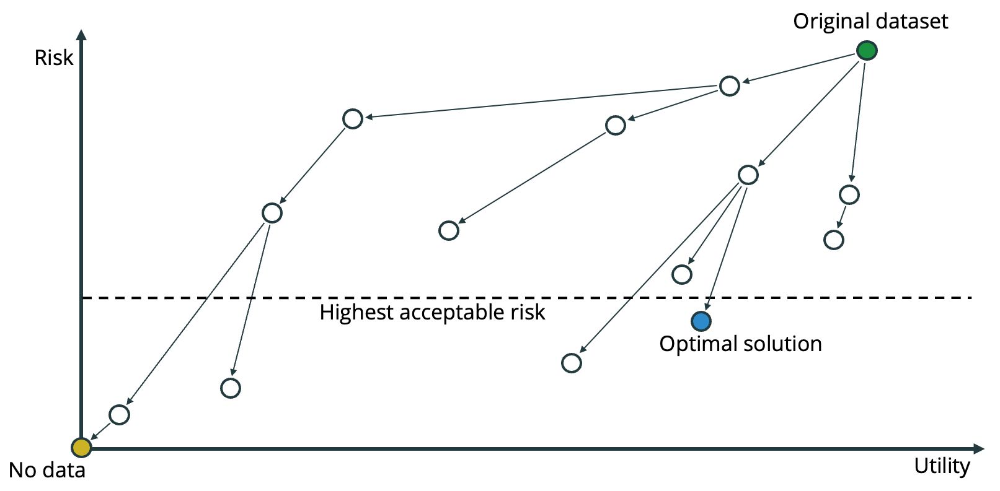 Original dataset
Risk
Highest acceptable risk
Optimal solution
No data
Utility